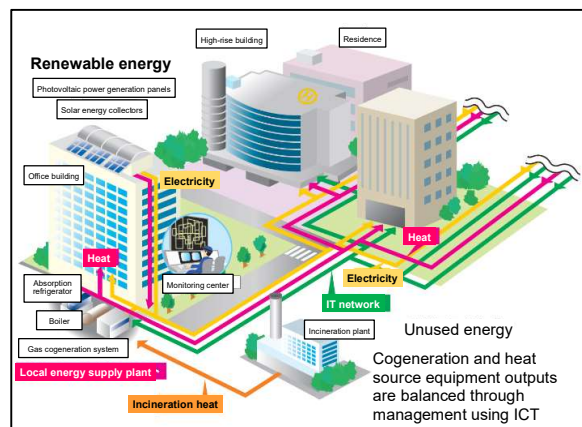 High-rise building
Residence
Renewable energy
Photovoltaic power generation panels
Solar energy collectors
Office building
Electricity
Heat
Heat
Absorption
refrigerator
Monitoring center
Electricity
IT network
Boiler
Incineration plant
Unused energy
Gas cogeneration system
Local energy supply plant
Cogeneration and heat
source equipment outputs
are balanced through
management using ICT
Incineration heat